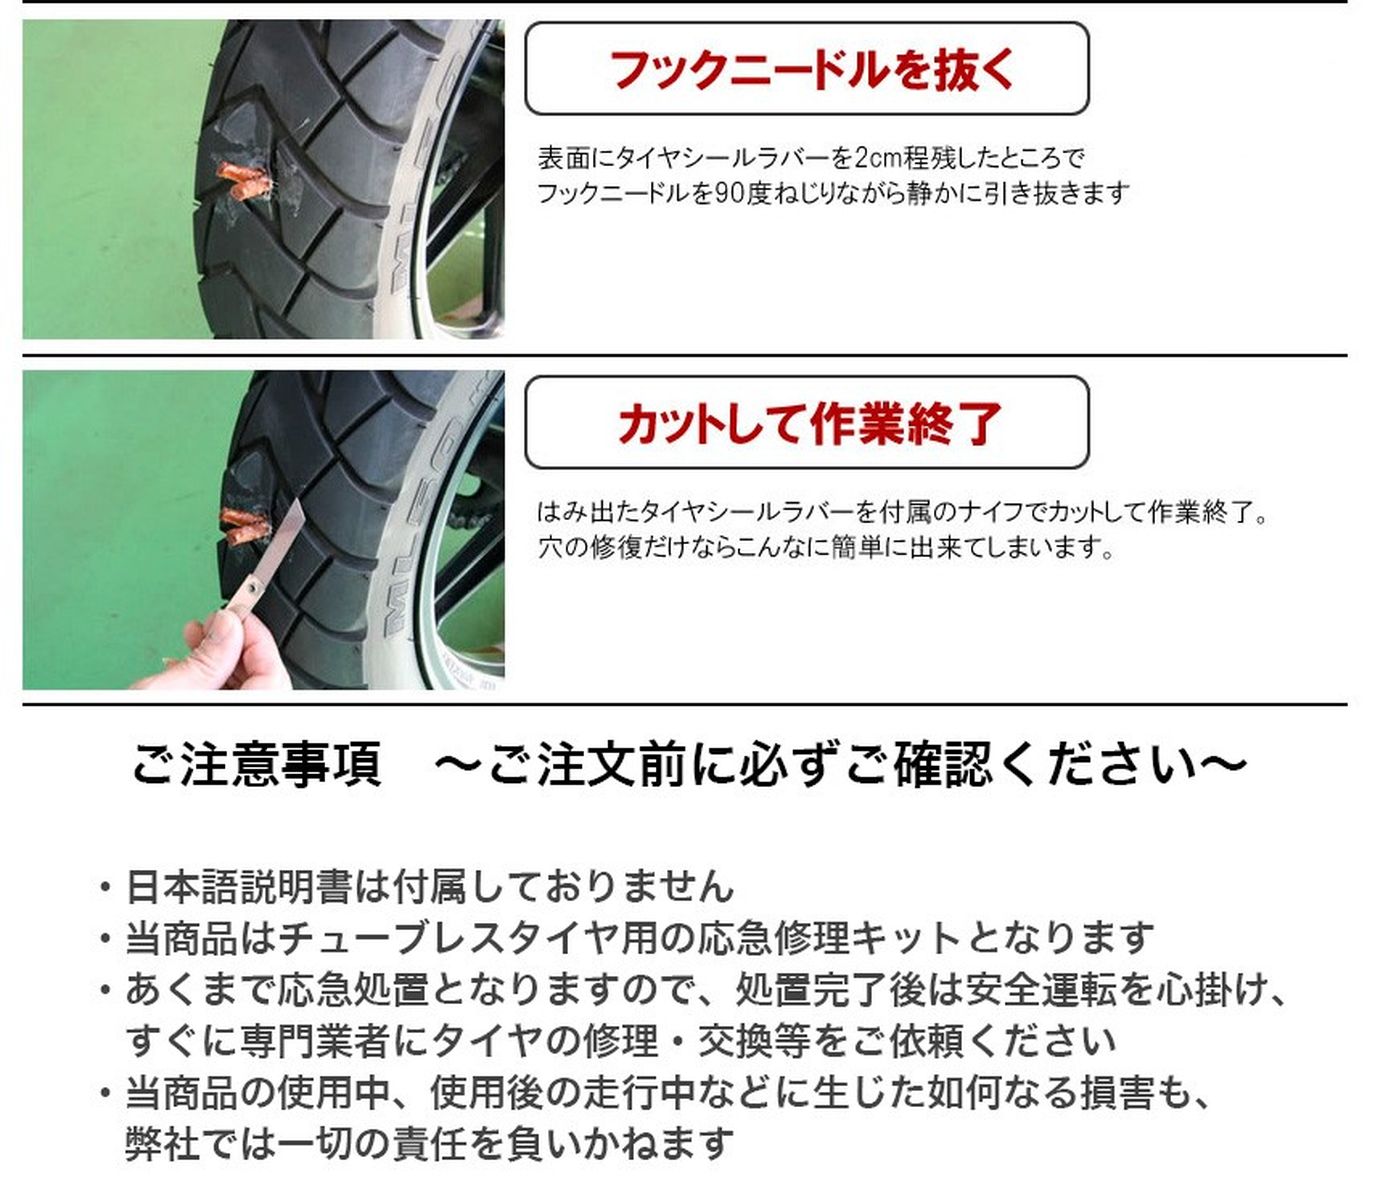 フックニードルを抜く
表面にタイヤシールラバーを2cm程残したところで
フックニードルを90度ねじりながら静かに引き抜きます
カットして作業終了
はみ出たタイヤシールラバーを付属のナイフでカットして作業終了。
穴の修復だけならこんなに簡単に出来てしまいます。
ご注意事項　～ご注文前に必ずご確認ください～
・日本語説明書は付属しておりません
・当商品はチューブレスタイヤ用の応急修理キットとなります
・あくまで応急処置となりますので、処置完了後は安全運転を心掛け、
すぐに専門業者にタイヤの修理・交換等をご依頼ください
・当商品の使用中、使用後の走行中などに生じた如何なる損害も、
弊社では一切の責任を負いかねます